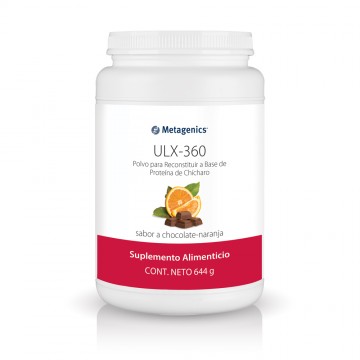 Metagenics
ULX-360
Polvo para Reconstituir a Base de
Proteína de Chícharo
sabor a chocolate-naranja
Suplemento Alimenticio
CONT. NETO 644 g